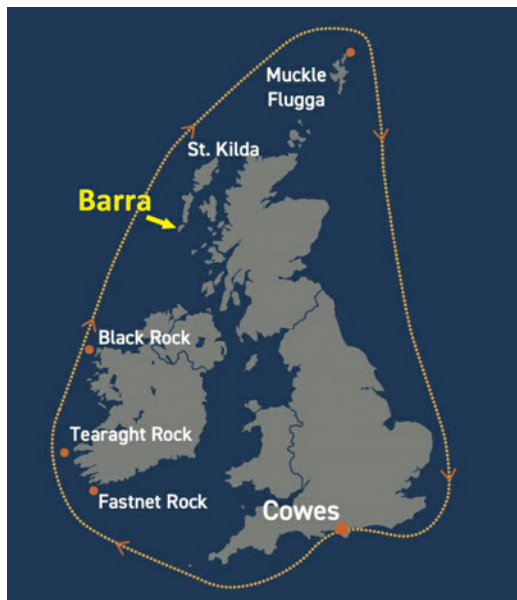 Muckle
Flugga
St. Kilda
Barra
Black Rock
Tearaght Rock
Fastnet Rock
Cowes